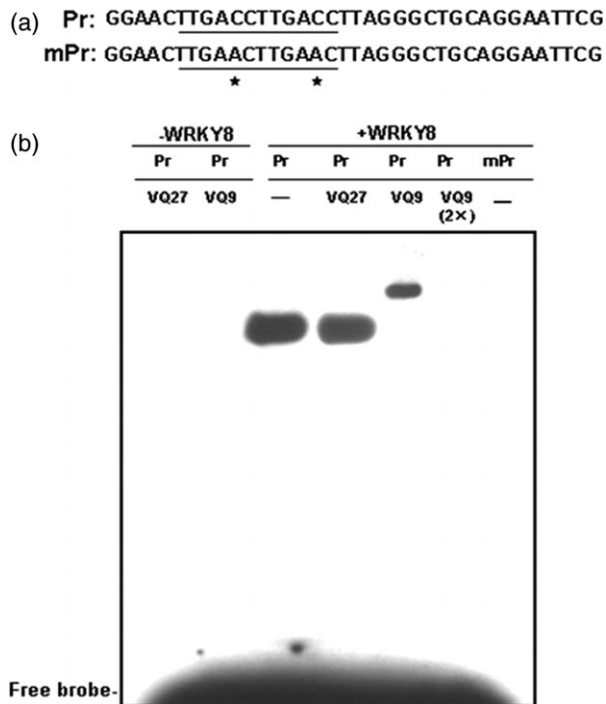 (a)
Pr: GGAACTTGACCTTGACCTTAGGGCTGCAGGAATTCG
mPr: GGAACTTGAACTTGAACTTAGGGCTGCAGGAATTCG
★ ★
(b)
-WRKY8 +WRKY8
Pr Pr Pr Pr Pr Pr mPr
VQ27 VQ9 — VQ27 VQ9 VQ9 —
(2×)
Free brobe-